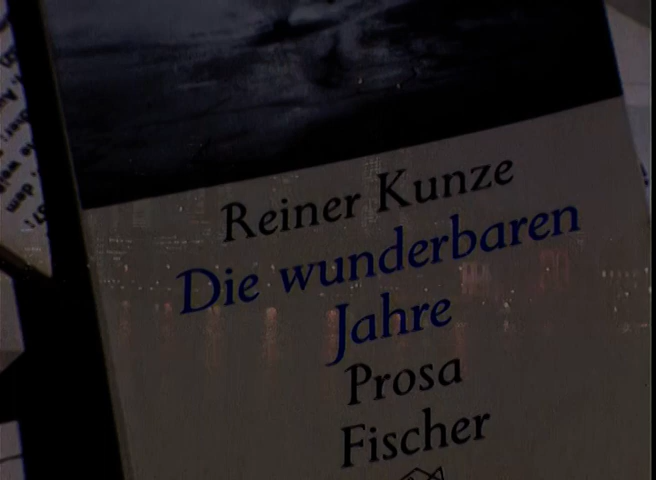 Reiner Kunze
Die wunderbaren
Jahre
Prosa
Fischer